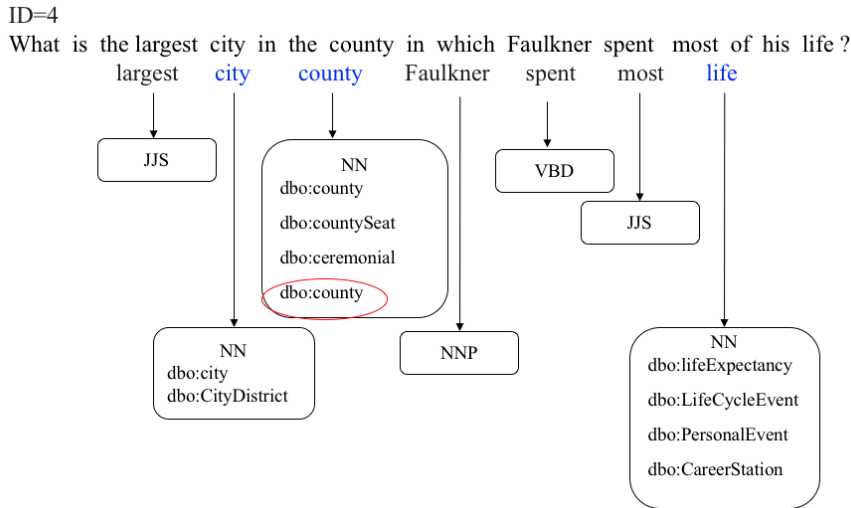 ID=4
What is the largest city in the county in which Faulkner spent most of his life ?
largest city county Faulkner spent most life
JJS
NN
dbo:county
dbo:countySeat
dbo:ceremonial
dbo:county
VBD
JJS
NN
dbo:city
dbo:CityDistrict
NNP
NN
dbo:lifeExpectancy
dbo:LifeCycleEvent
dbo:PersonalEvent
dbo:CareerStation